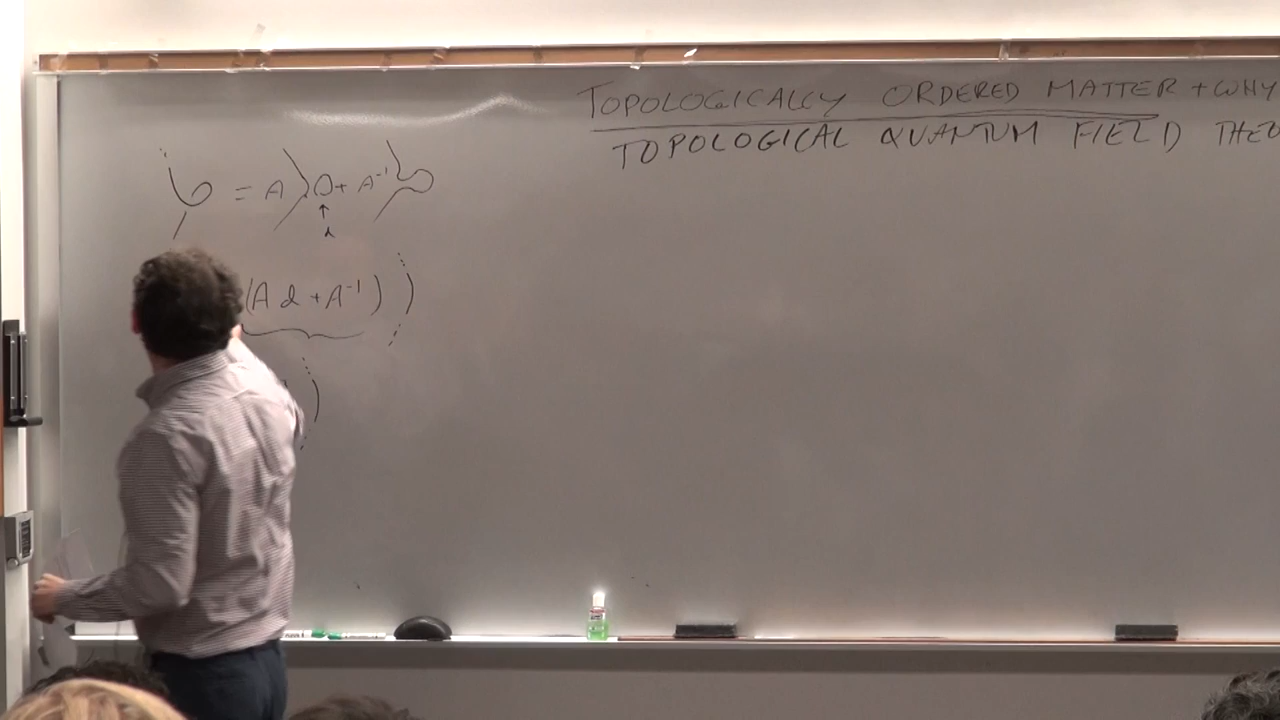 TOPOLOGICALLY ORDERED MATTER + WHY
TOPOLOGICAL QUANTUM FIELD THEO
= A + A⁻¹
d
(A d + A⁻¹)